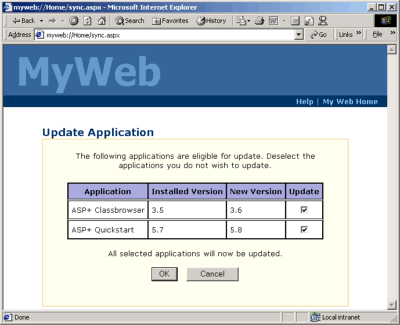 myweb://Home/sync.aspx - Microsoft Internet Explorer
Back Search Favorites History
Address myweb://Home/sync.aspx Go Links » File »
MyWeb
Help | My Web Home
Update Application
The following applications are eligible for update. Deselect the
applications you do not wish to update.
Application Installed Version New Version Update
ASP+ Classbrowser 3.5 3.6
ASP+ Quickstart 5.7 5.8
All selected applications will now be updated.
OK Cancel
Done Local intranet